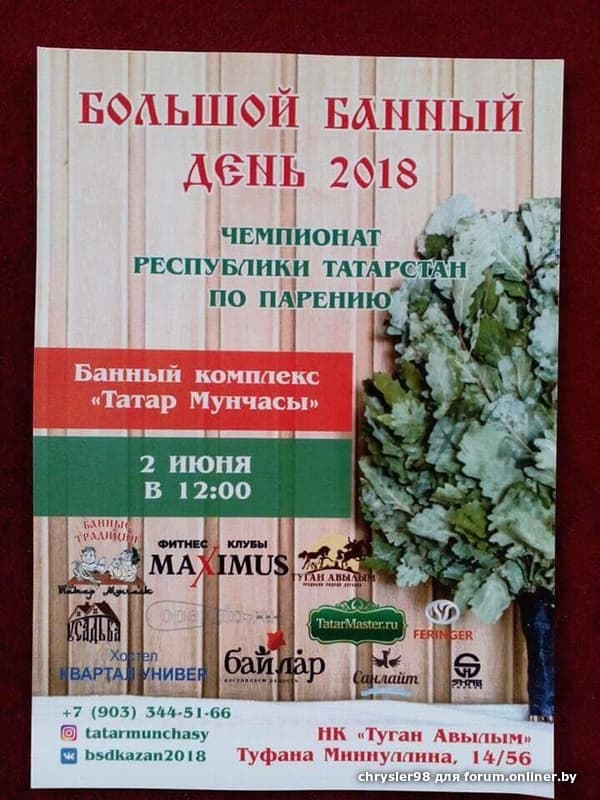 БОЛЬШОЙ БАННЫЙ
ДЕНЬ 2018
ЧЕМПИОНАТ
РЕСПУБЛИКИ ТАТАРСТАН
ПО ПАРЕНИЮ
Банный комплекс
«Татар Мунчасы»
2 ИЮНЯ
В 12:00
БАННЫЕ
ТРАДИЦИИ
ФИТНЕС КЛУБЫ
MAXIMUS
ТУГАН АВЫЛЫМ
УСАДЬБА
TatarMaster.ru
FERINGER
Хостел
КВАРТАЛ УНИВЕР
байлар
доставляем радость
Санлайт
+7 (903) 344-51-66
tatarmunchasy
bsdkazan2018
НК «Туган Авылым»
Туфана Миннуллина, 14/56
chrysler98 для forum.onliner.by